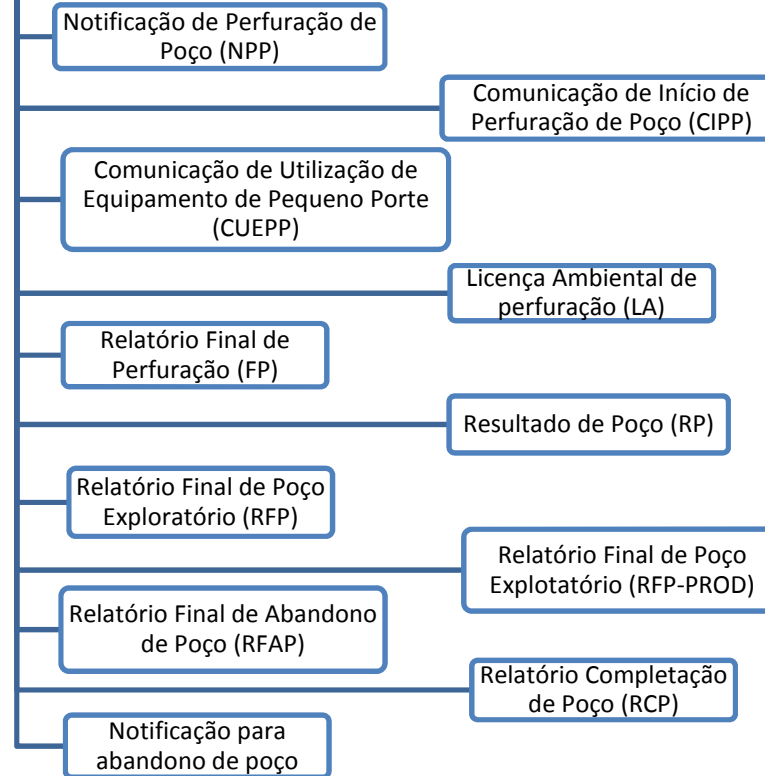 Notificação de Perfuração de
Poço (NPP)
Comunicação de Início de
Perfuração de Poço (CIPP)
Comunicação de Utilização de
Equipamento de Pequeno Porte
(CUEPP)
Licença Ambiental de
perfuração (LA)
Relatório Final de
Perfuração (FP)
Resultado de Poço (RP)
Relatório Final de Poço
Exploratório (RFP)
Relatório Final de Poço
Explotatório (RFP-PROD)
Relatório Final de Abandono
de Poço (RFAP)
Relatório Completação
de Poço (RCP)
Notificação para
abandono de poço